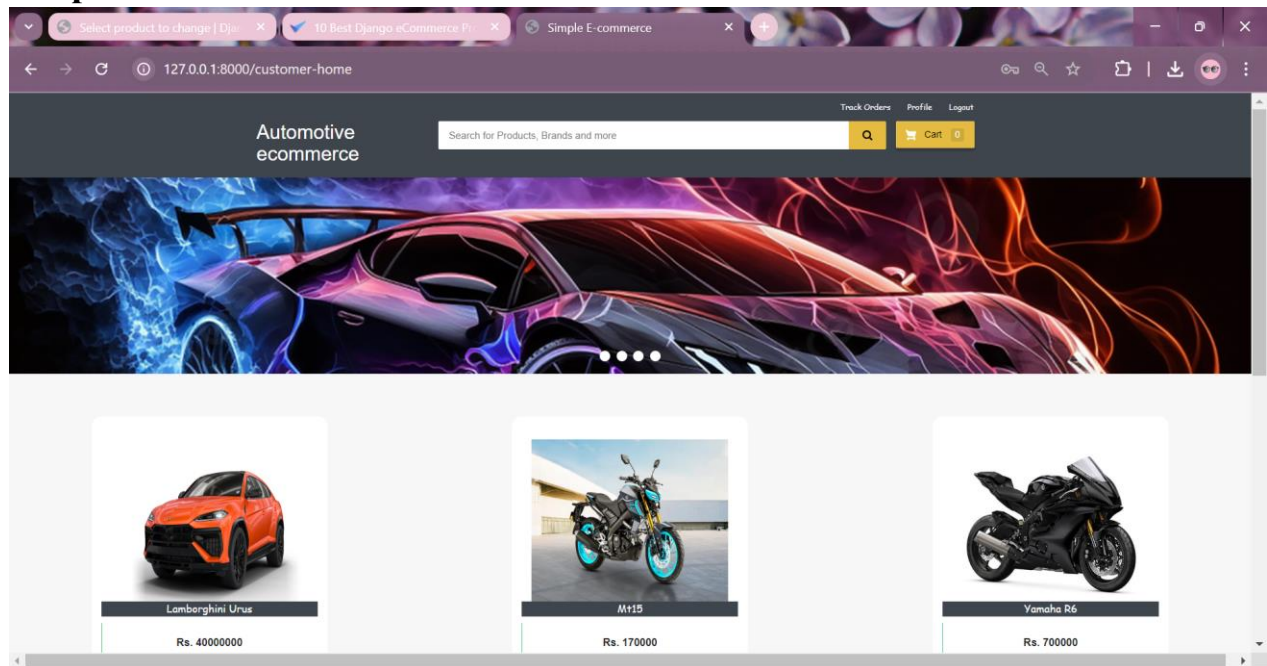 Select product to change | Dja
10 Best Django eCommerce Pr
Simple E-commerce
127.0.0.1:8000/customer-home
Track Orders Profile Logout
Automotive
ecommerce
Search for Products, Brands and more
Cart 0
Lamborghini Urus
Mt15
Yamaha R6
Rs. 40000000
Rs. 170000
Rs. 700000